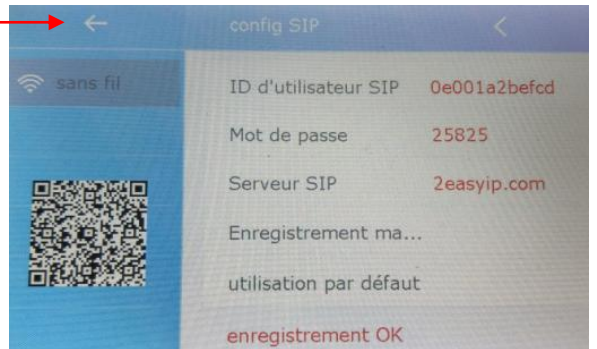 config SIP
sans fil
ID d'utilisateur SIP 0e001a2befcd
Mot de passe 25825
Serveur SIP 2easyip.com
Enregistrement ma...
utilisation par défaut
enregistrement OK